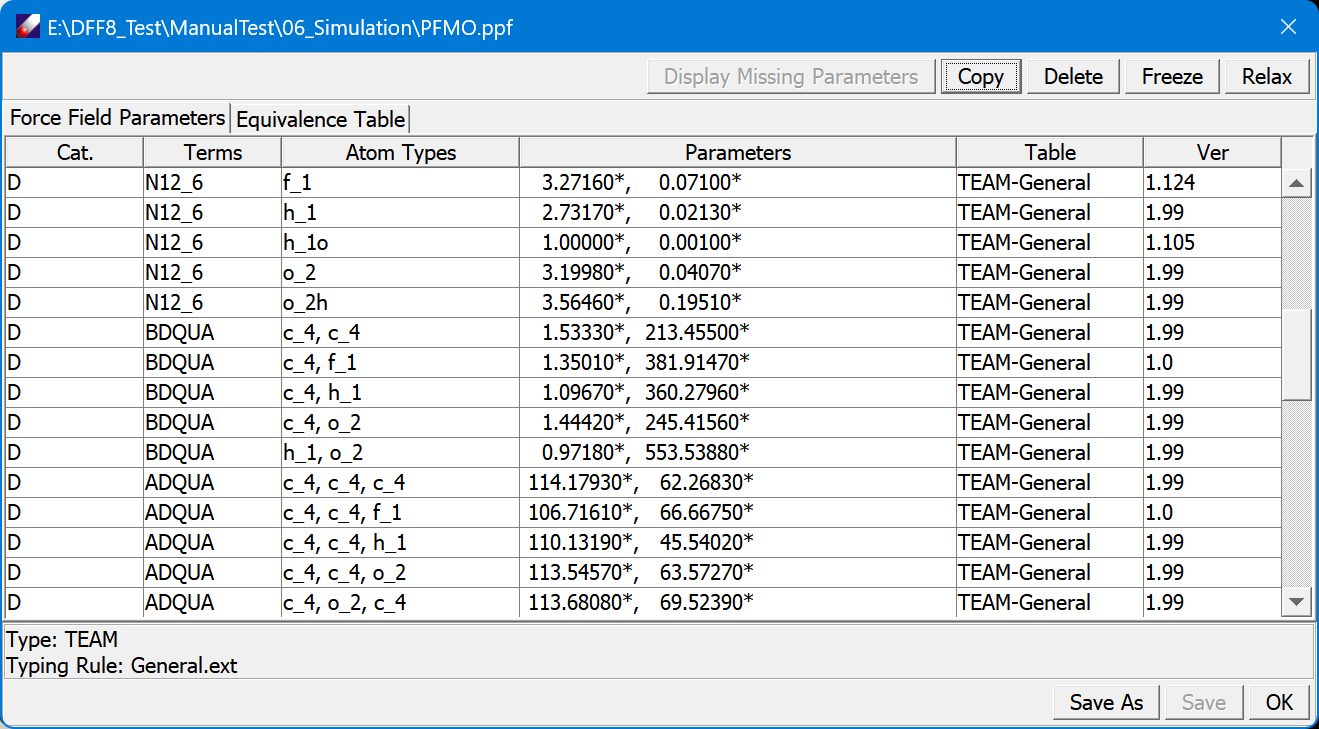 E:\DFF8_Test\ManualTest\06_Simulation\PFMO.ppf
Display Missing Parameters Copy Delete Freeze Relax
Force Field Parameters Equivalence Table
Cat. Terms Atom Types Parameters Table Ver
D N12_6 f_1 3.27160*, 0.07100* TEAM-General 1.124
D N12_6 h_1 2.73170*, 0.02130* TEAM-General 1.99
D N12_6 h_1o 1.00000*, 0.00100* TEAM-General 1.105
D N12_6 o_2 3.19980*, 0.04070* TEAM-General 1.99
D N12_6 o_2h 3.56460*, 0.19510* TEAM-General 1.99
D BDQUA c_4, c_4 1.53330*, 213.45500* TEAM-General 1.99
D BDQUA c_4, f_1 1.35010*, 381.91470* TEAM-General 1.0
D BDQUA c_4, h_1 1.09670*, 360.27960* TEAM-General 1.99
D BDQUA c_4, o_2 1.44420*, 245.41560* TEAM-General 1.99
D BDQUA h_1, o_2 0.97180*, 553.53880* TEAM-General 1.99
D ADQUA c_4, c_4, c_4 114.17930*, 62.26830* TEAM-General 1.99
D ADQUA c_4, c_4, f_1 106.71610*, 66.66750* TEAM-General 1.0
D ADQUA c_4, c_4, h_1 110.13190*, 45.54020* TEAM-General 1.99
D ADQUA c_4, c_4, o_2 113.54570*, 63.57270* TEAM-General 1.99
D ADQUA c_4, o_2, c_4 113.68080*, 69.52390* TEAM-General 1.99
Type: TEAM
Typing Rule: General.ext
Save As Save OK